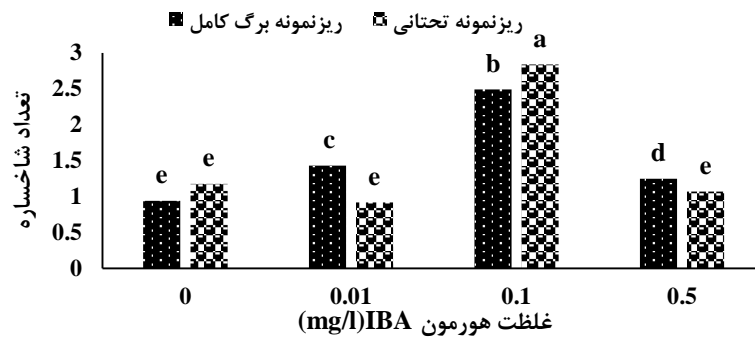 ریزنمونه برگ کامل ریزنمونه تحتانی
تعداد شاخساره
3
2.5
2
1.5
1
0.5
0
e e c e b a d e
0 0.01 0.1 0.5
غلظت هورمون IBA(mg/l)